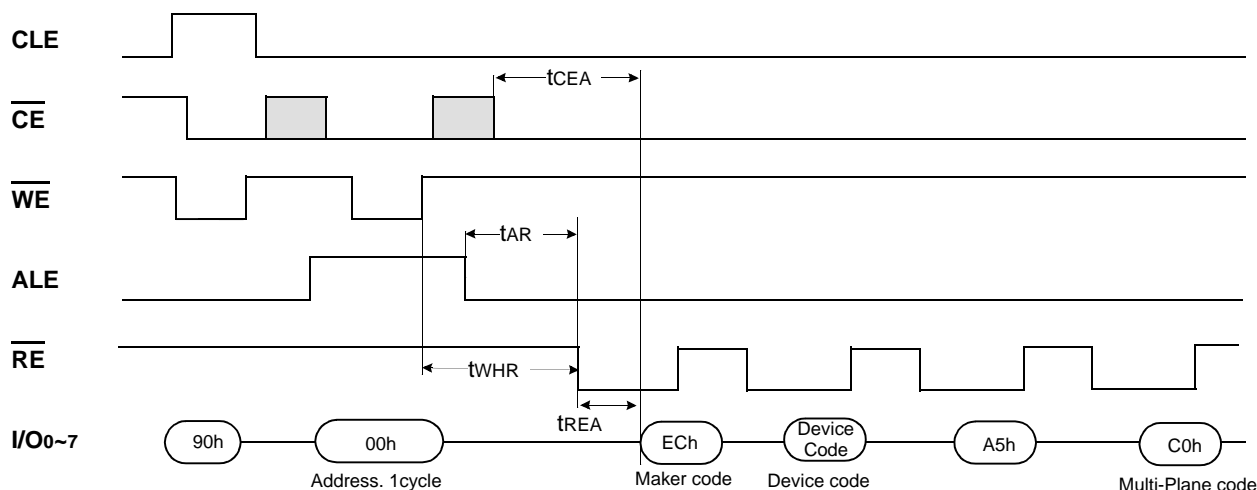 CLE
tCEA
CE
WE
tAR
ALE
RE
tWHR
tREA
I/O0~7
90h
00h
ECh
Device
Code
A5h
C0h
Address. 1cycle
Maker code
Device code
Multi-Plane code